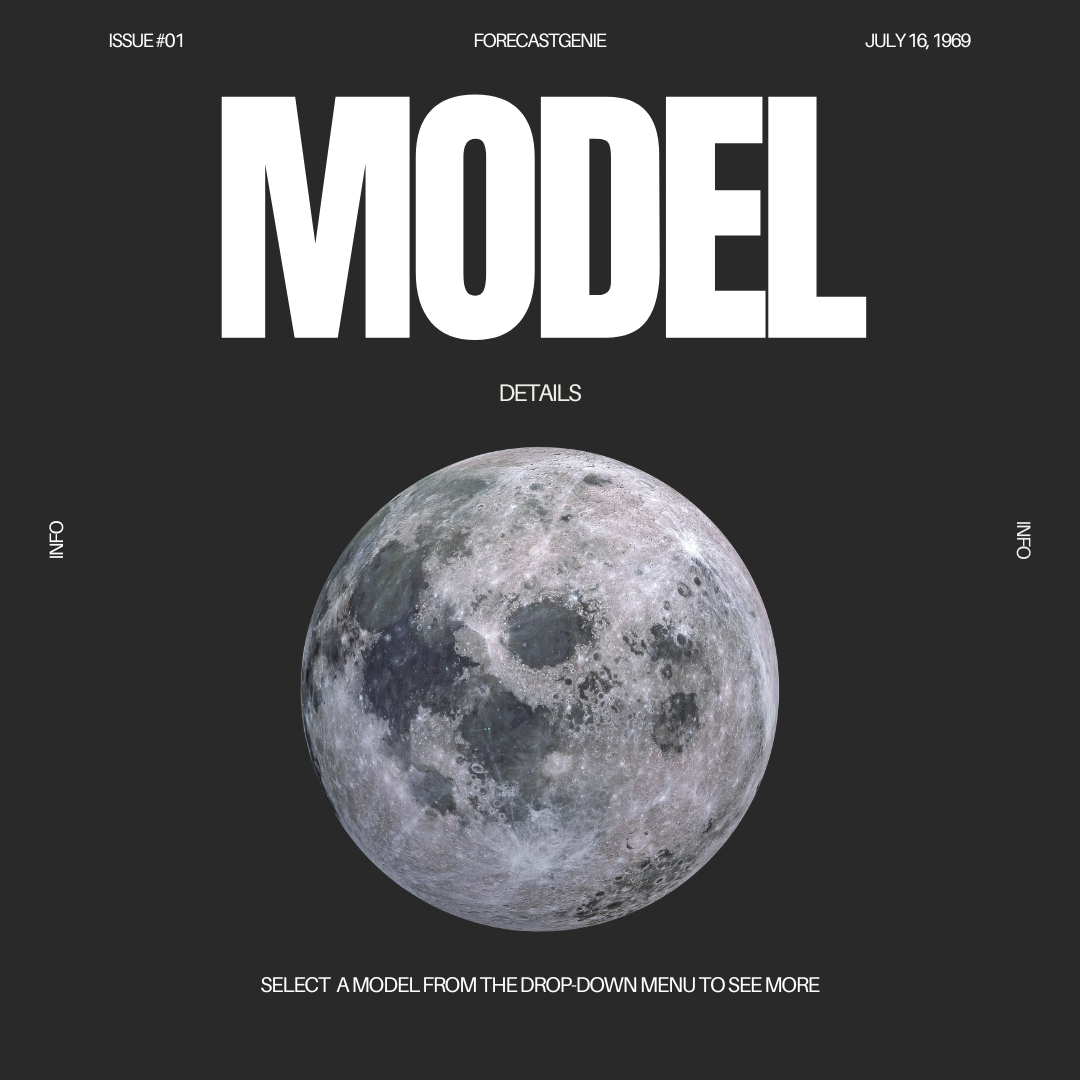 ISSUE #01
FORECASTGENIE
JULY 16, 1969
MODEL
DETAILS
INFO
INFO
SELECT A MODEL FROM THE DROP-DOWN MENU TO SEE MORE